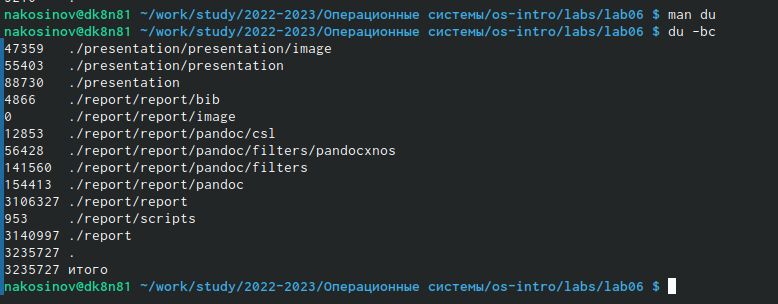 nakosinov@dk8n81 ~/work/study/2022-2023/Операционные системы/os-intro/labs/lab06 $ man du
nakosinov@dk8n81 ~/work/study/2022-2023/Операционные системы/os-intro/labs/lab06 $ du -bc
47359 ./presentation/presentation/image
55403 ./presentation/presentation
88730 ./presentation
4866 ./report/report/bib
0 ./report/report/image
12853 ./report/report/pandoc/csl
56428 ./report/report/pandoc/filters/pandocxnos
141560 ./report/report/pandoc/filters
154413 ./report/report/pandoc
3106327 ./report/report
953 ./report/scripts
3140997 ./report
3235727 .
3235727 итого
nakosinov@dk8n81 ~/work/study/2022-2023/Операционные системы/os-intro/labs/lab06 $